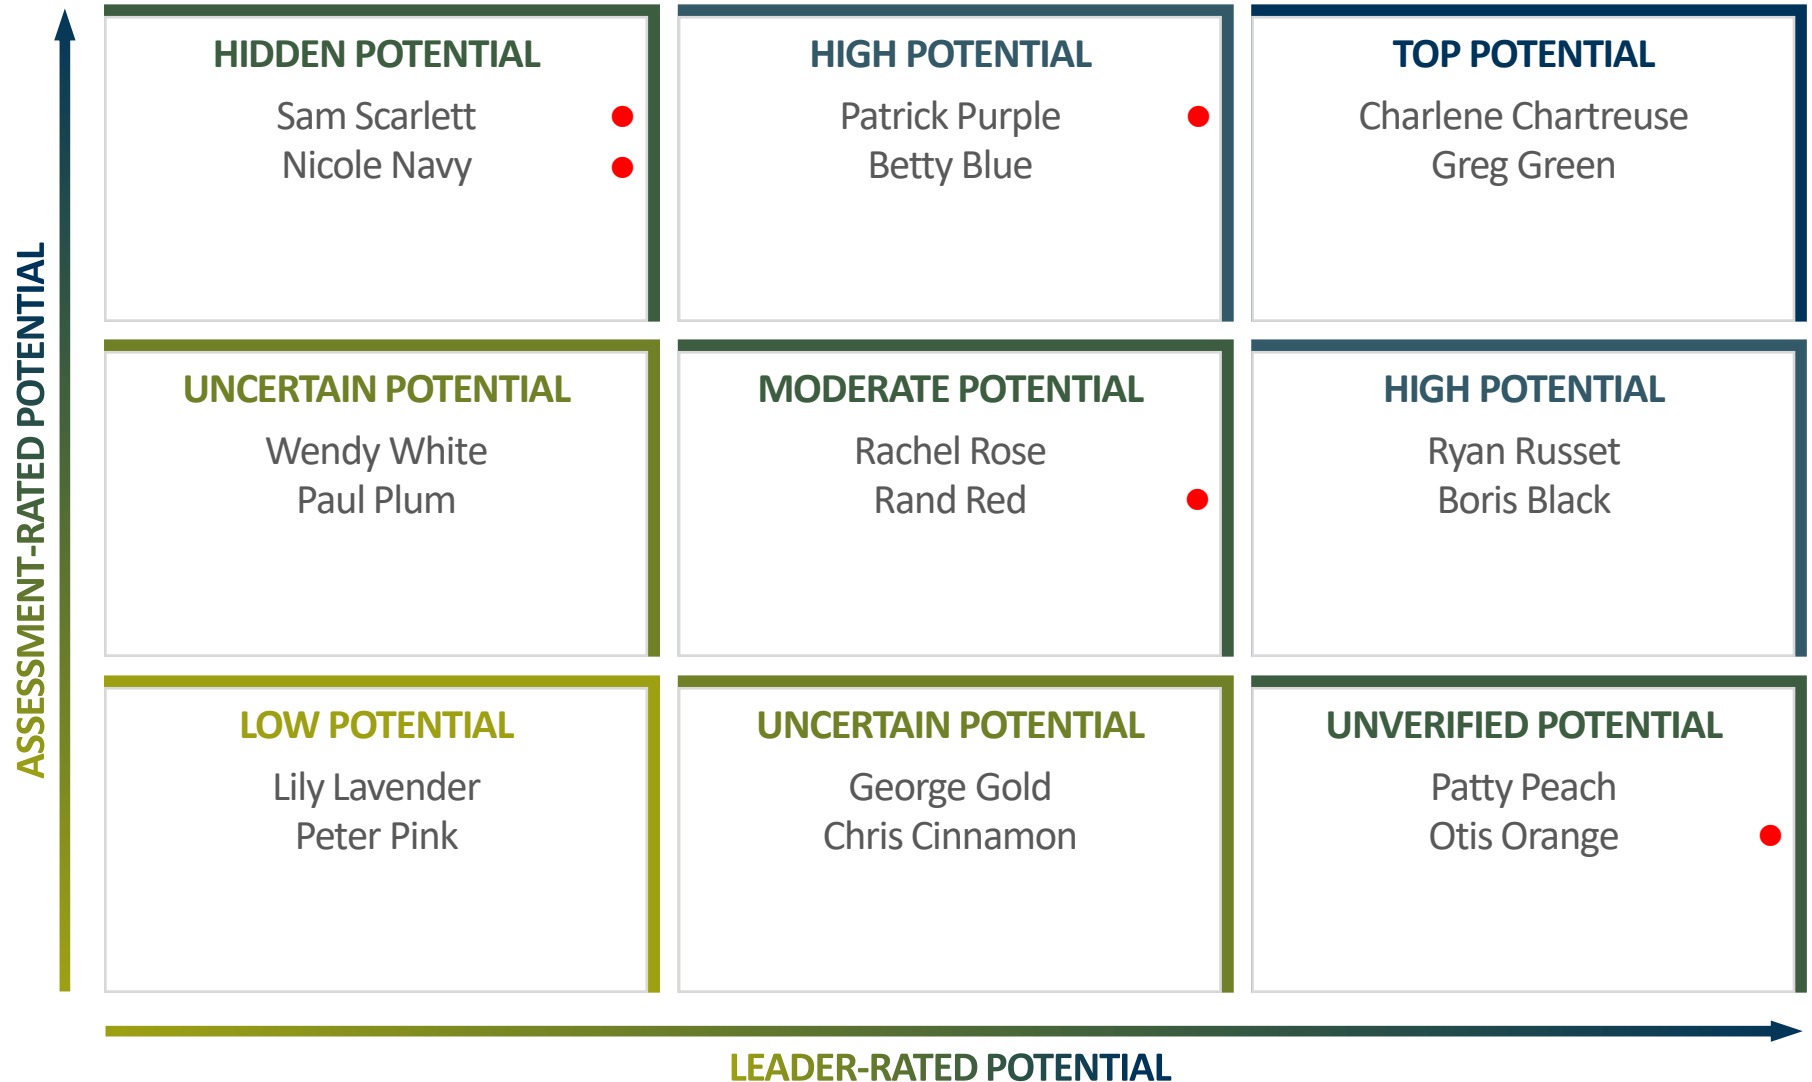 HIDDEN POTENTIAL
Sam Scarlett
Nicole Navy
HIGH POTENTIAL
Patrick Purple
Betty Blue
TOP POTENTIAL
Charlene Chartreuse
Greg Green
UNCERTAIN POTENTIAL
Wendy White
Paul Plum
MODERATE POTENTIAL
Rachel Rose
Rand Red
HIGH POTENTIAL
Ryan Russet
Boris Black
LOW POTENTIAL
Lily Lavender
Peter Pink
UNCERTAIN POTENTIAL
George Gold
Chris Cinnamon
UNVERIFIED POTENTIAL
Patty Peach
Otis Orange
ASSESSMENT-RATED POTENTIAL
LEADER-RATED POTENTIAL